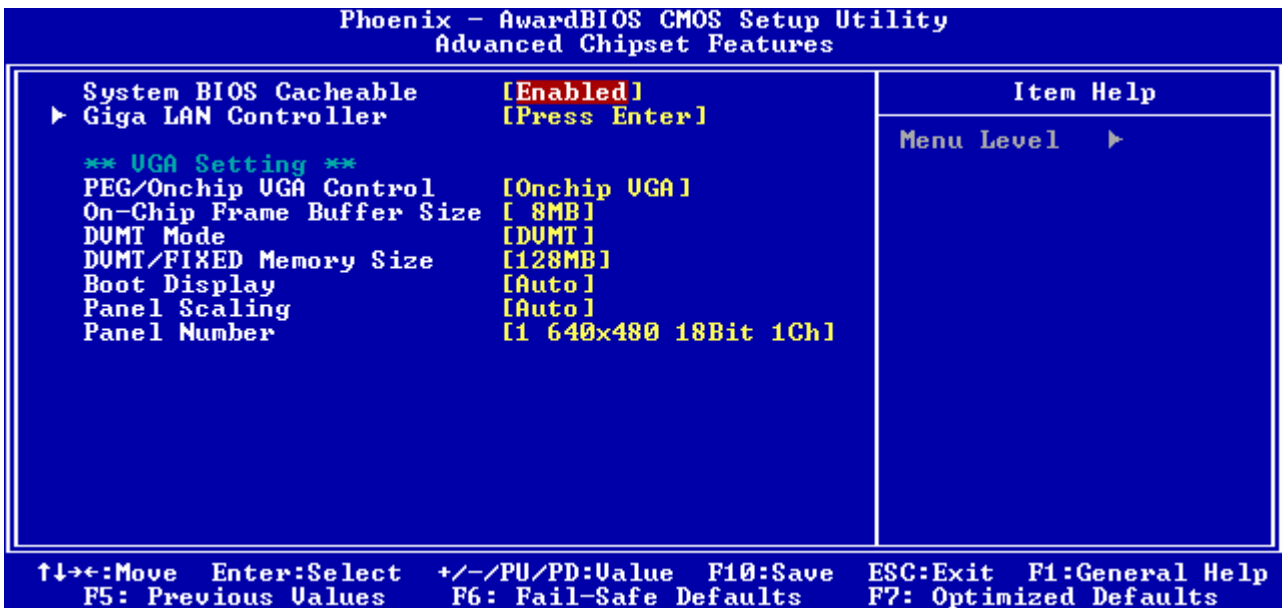 Phoenix - AwardBIOS CMOS Setup Utility
Advanced Chipset Features
System BIOS Cacheable [Enabled]
► Giga LAN Controller [Press Enter]
** VGA Setting **
PEG/Onchip VGA Control [Onchip VGA]
On-Chip Frame Buffer Size [ 8MB]
DVMT Mode [DVMT]
DVMT/FIXED Memory Size [128MB]
Boot Display [Auto]
Panel Scaling [Auto]
Panel Number [1 640x480 18Bit 1Ch]
Item Help
Menu Level ►
↑↓→←:Move Enter:Select +/-/PU/PD:Value F10:Save ESC:Exit F1:General Help
F5: Previous Values F6: Fail-Safe Defaults F7: Optimized Defaults